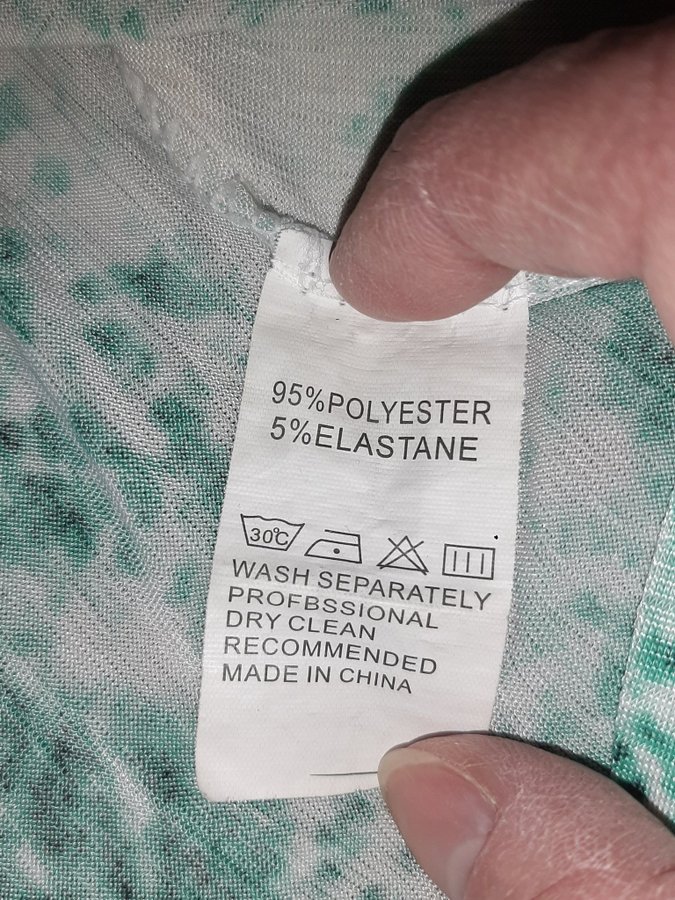 95%POLYESTER
5%ELASTANE
30℃
WASH SEPARATELY
PROFBSSIONAL
DRY CLEAN
RECOMMENDED
MADE IN CHINA